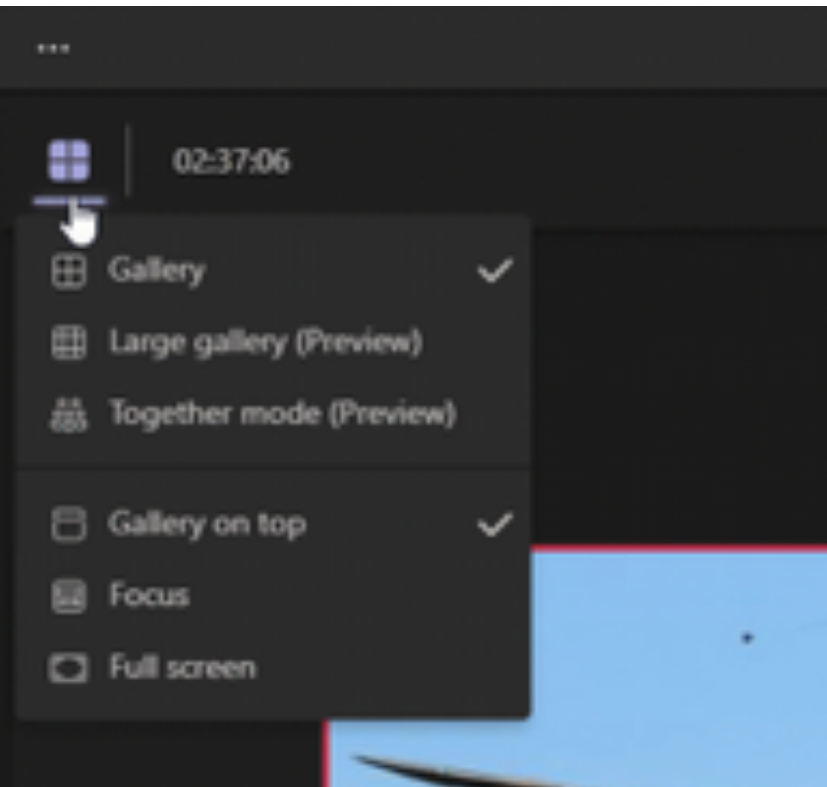 02:37:06
Gallery
Large gallery (Preview)
Together mode (Preview)
Gallery on top
Focus
Full screen